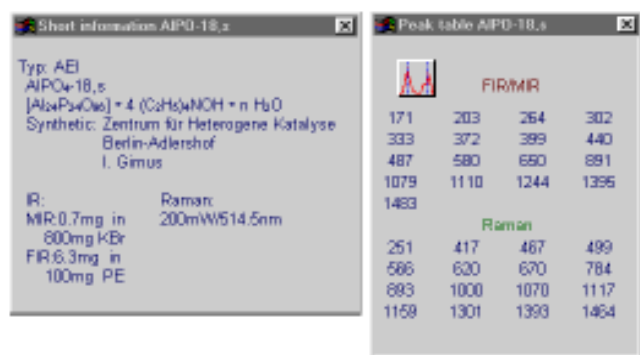 Short information AlPO-18,s
Typ: AEI
AlPO₄-18,s
[Al₂₄P₂₄O₉₆] * 4 (C₂H₅)₄NOH * n H₂O
Synthetic: Zentrum für Heterogene Katalyse
Berlin-Adlershof
I. Girnus
IR: Raman:
MIR:0.7mg in 200mW/514.5nm
800mg KBr
FIR:6.3mg in
100mg PE
Peak table AlPO-18,s
FIR/MIR
171 203 264 302
333 372 399 440
487 580 650 891
1079 1110 1244 1395
1483
Raman
251 417 467 499
566 620 670 784
893 1000 1070 1117
1159 1301 1393 1464